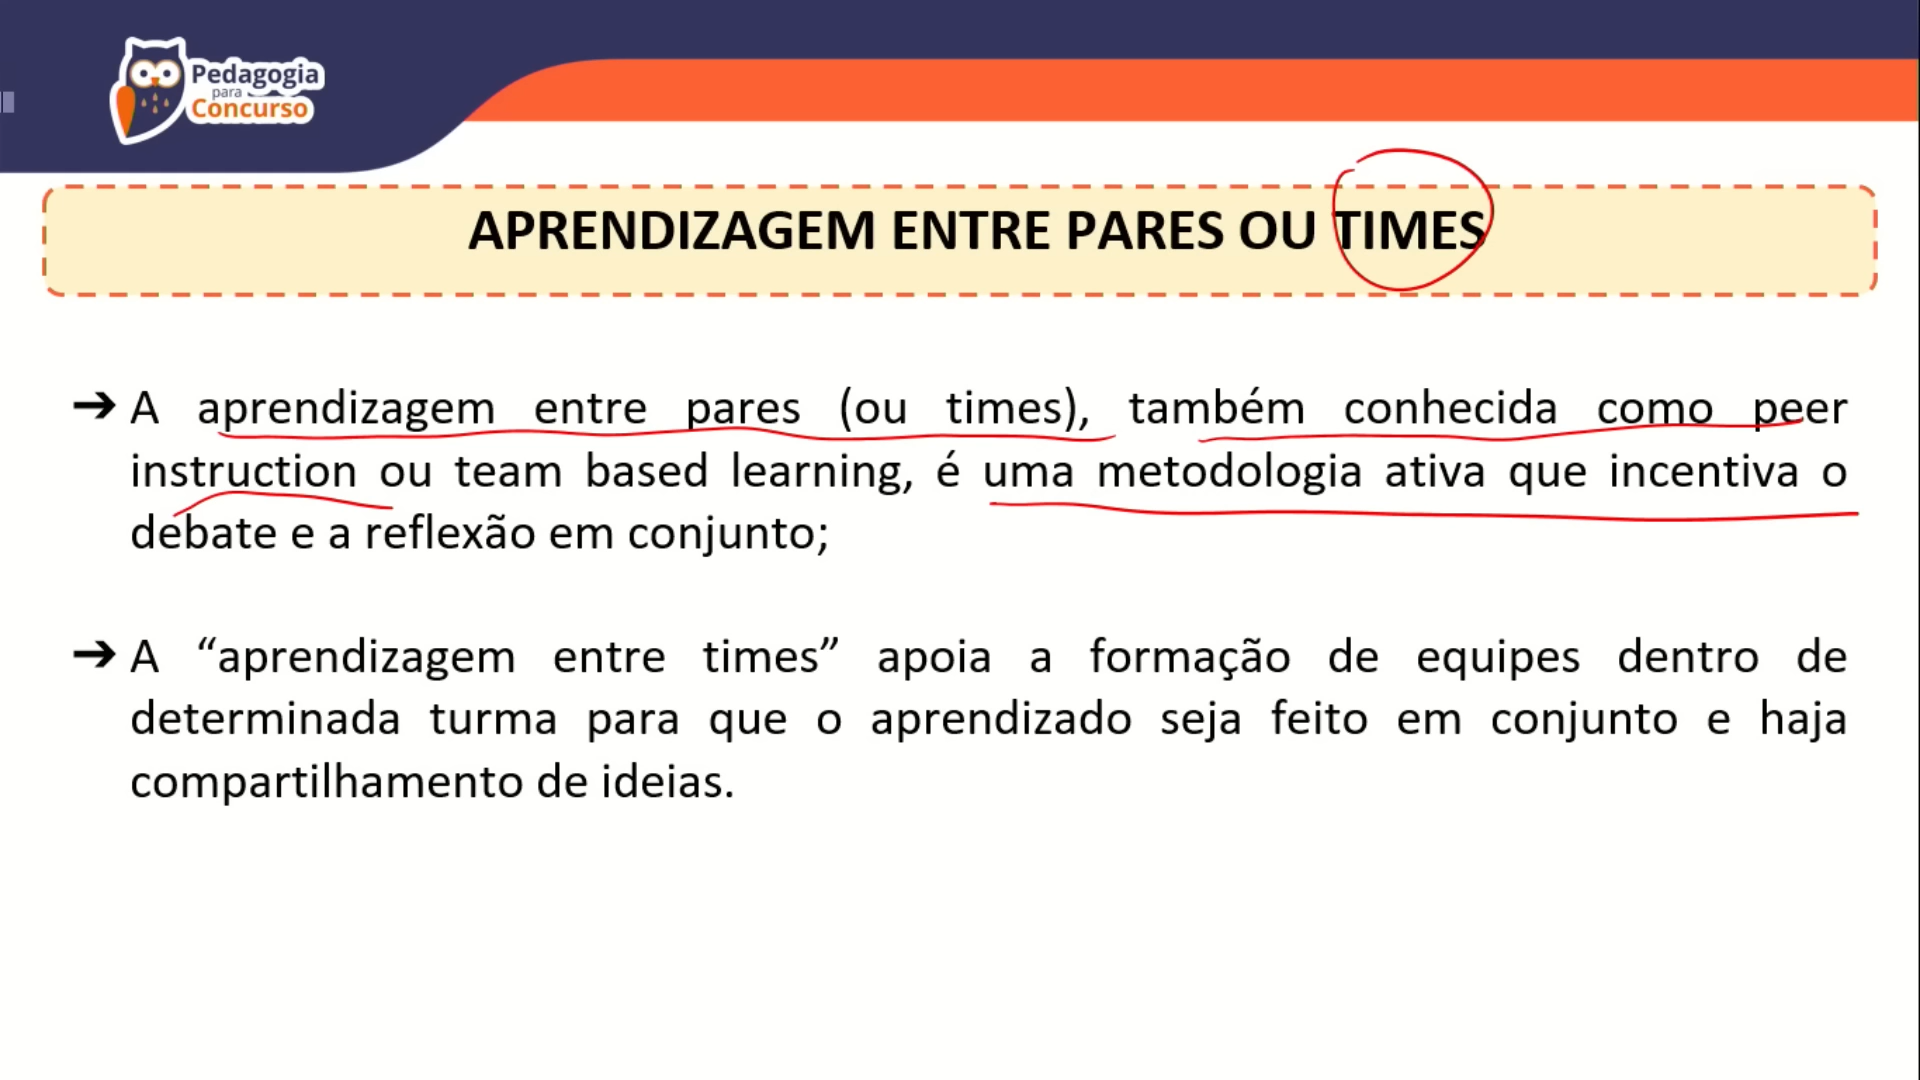 Pedagogia
para
Concurso
APRENDIZAGEM ENTRE PARES OU TIMES
➔ A aprendizagem entre pares (ou times), também conhecida como peer
instruction ou team based learning, é uma metodologia ativa que incentiva o
debate e a reflexão em conjunto;
➔ A “aprendizagem entre times” apoia a formação de equipes dentro de
determinada turma para que o aprendizado seja feito em conjunto e haja
compartilhamento de ideias.